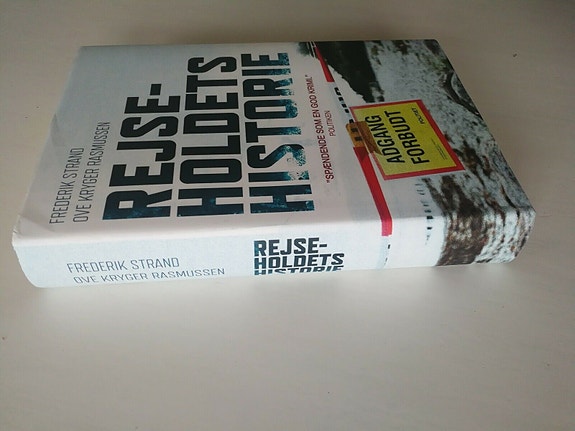 FREDERIK STRAND
OVE KRYGER RASMUSSEN
REJSE-
HOLDETS
HISTORIE
"SPÆNDENDE SOM EN GOD KRIMI."
POLITIKEN
ADGANG
FORBUDT
POLITIET
FREDERIK STRAND
OVE KRYGER RASMUSSEN
REJSE-
HOLDETS
HISTORIE